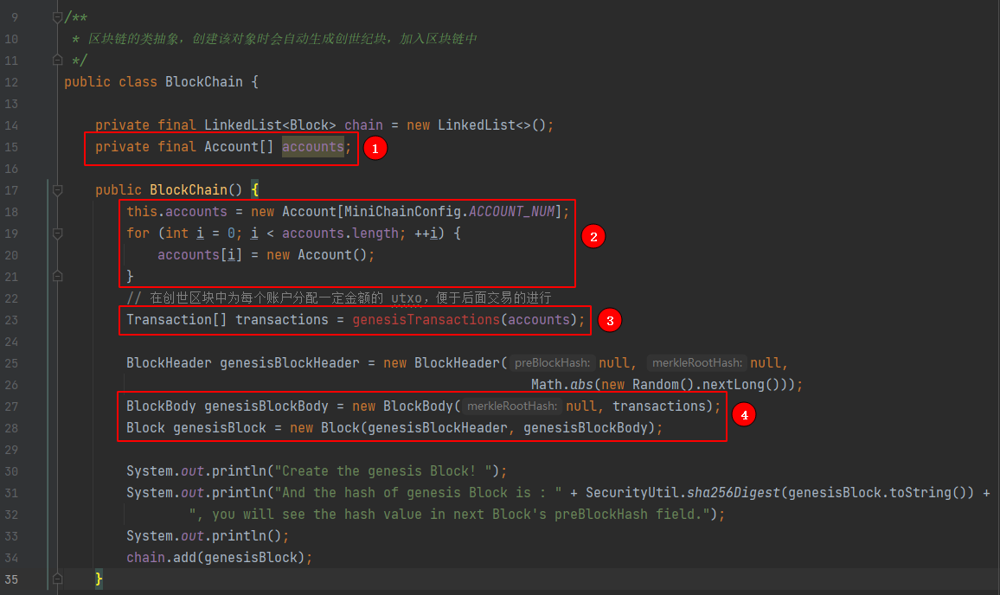 9 /**
10 * 区块链的类抽象，创建该对象时会自动生成创世纪块，加入区块链中
11 */
12 public class BlockChain {
13
14 private final LinkedList<Block> chain = new LinkedList<>();
15 private final Account[] accounts; 1
16
17 public BlockChain() {
18 this.accounts = new Account[MiniChainConfig.ACCOUNT_NUM];
19 for (int i = 0; i < accounts.length; ++i) { 2
20 accounts[i] = new Account();
21 }
22 // 在创世区块中为每个账户分配一定金额的 utxo，便于后面交易的进行
23 Transaction[] transactions = genesisTransactions(accounts); 3
24
25 BlockHeader genesisBlockHeader = new BlockHeader( preBlockHash: null, merkleRootHash: null,
26 Math.abs(new Random().nextLong()));
27 BlockBody genesisBlockBody = new BlockBody( merkleRootHash: null, transactions); 4
28 Block genesisBlock = new Block(genesisBlockHeader, genesisBlockBody);
29
30 System.out.println("Create the genesis Block! ");
31 System.out.println("And the hash of genesis Block is : " + SecurityUtil.sha256Digest(genesisBlock.toString()) +
32 ", you will see the hash value in next Block's preBlockHash field.");
33 System.out.println();
34 chain.add(genesisBlock);
35 }